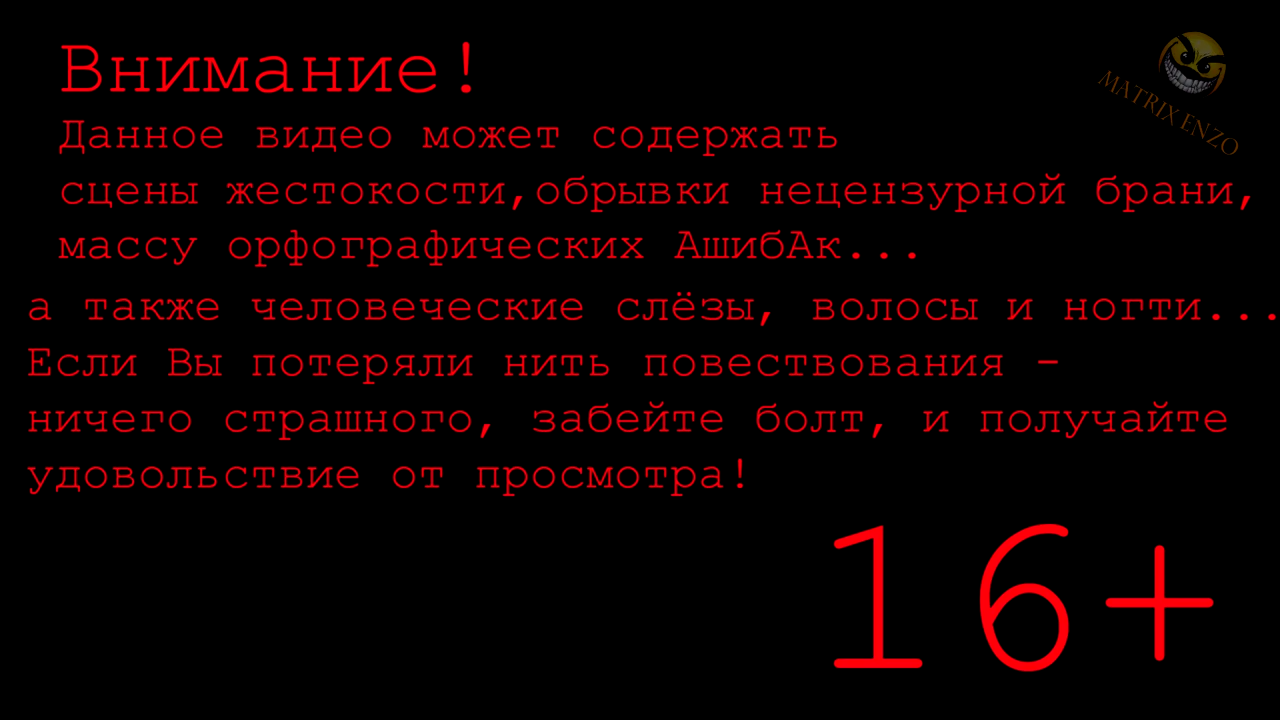 Внимание!
MATRIX ENZO
Данное видео может содержать
сцены жестокости,обрывки нецензурной брани,
массу орфографических АшибАк...
а также человеческие слёзы, волосы и ногти...
Если Вы потеряли нить повествования -
ничего страшного, забейте болт, и получайте
удовольствие от просмотра!
16+